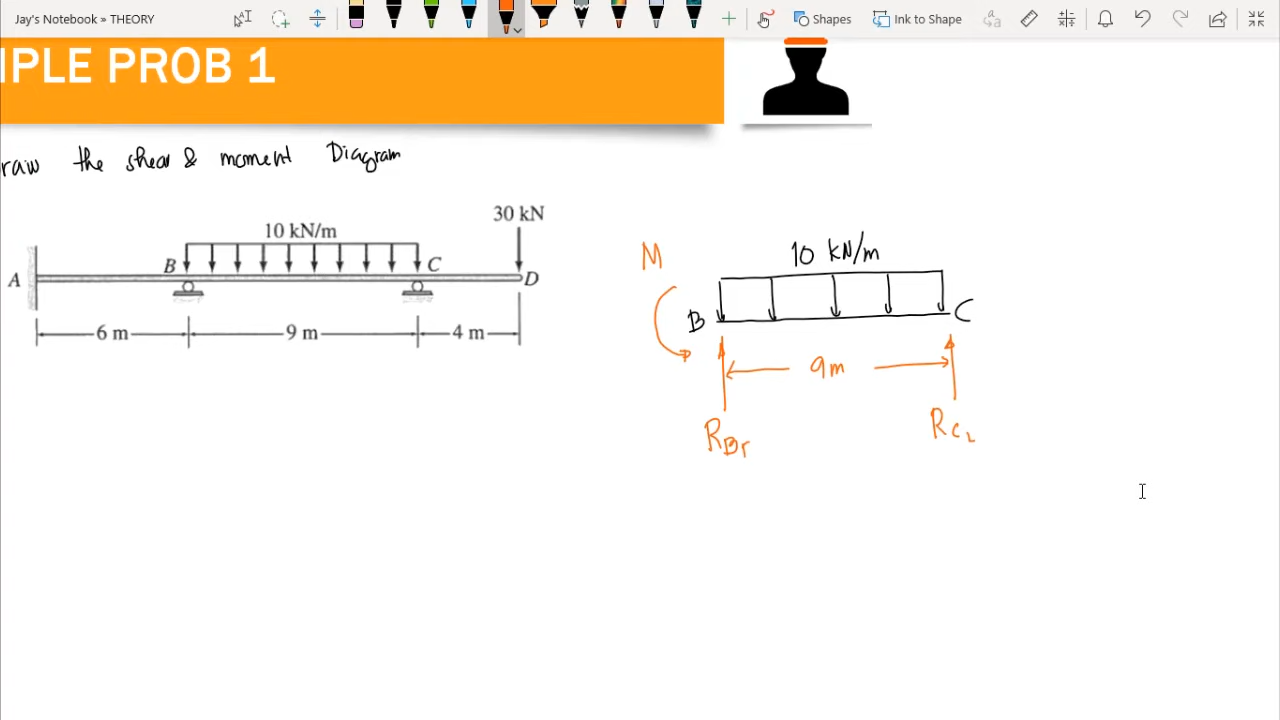 Jay's Notebook » THEORY
Shapes
Ink to Shape
IPLE PROB 1
raw the shear & moment Diagram
30 kN
10 kN/m
A
B
C
D
6 m
9 m
4 m
M
10 kN/m
B
C
9m
RBr
RC2